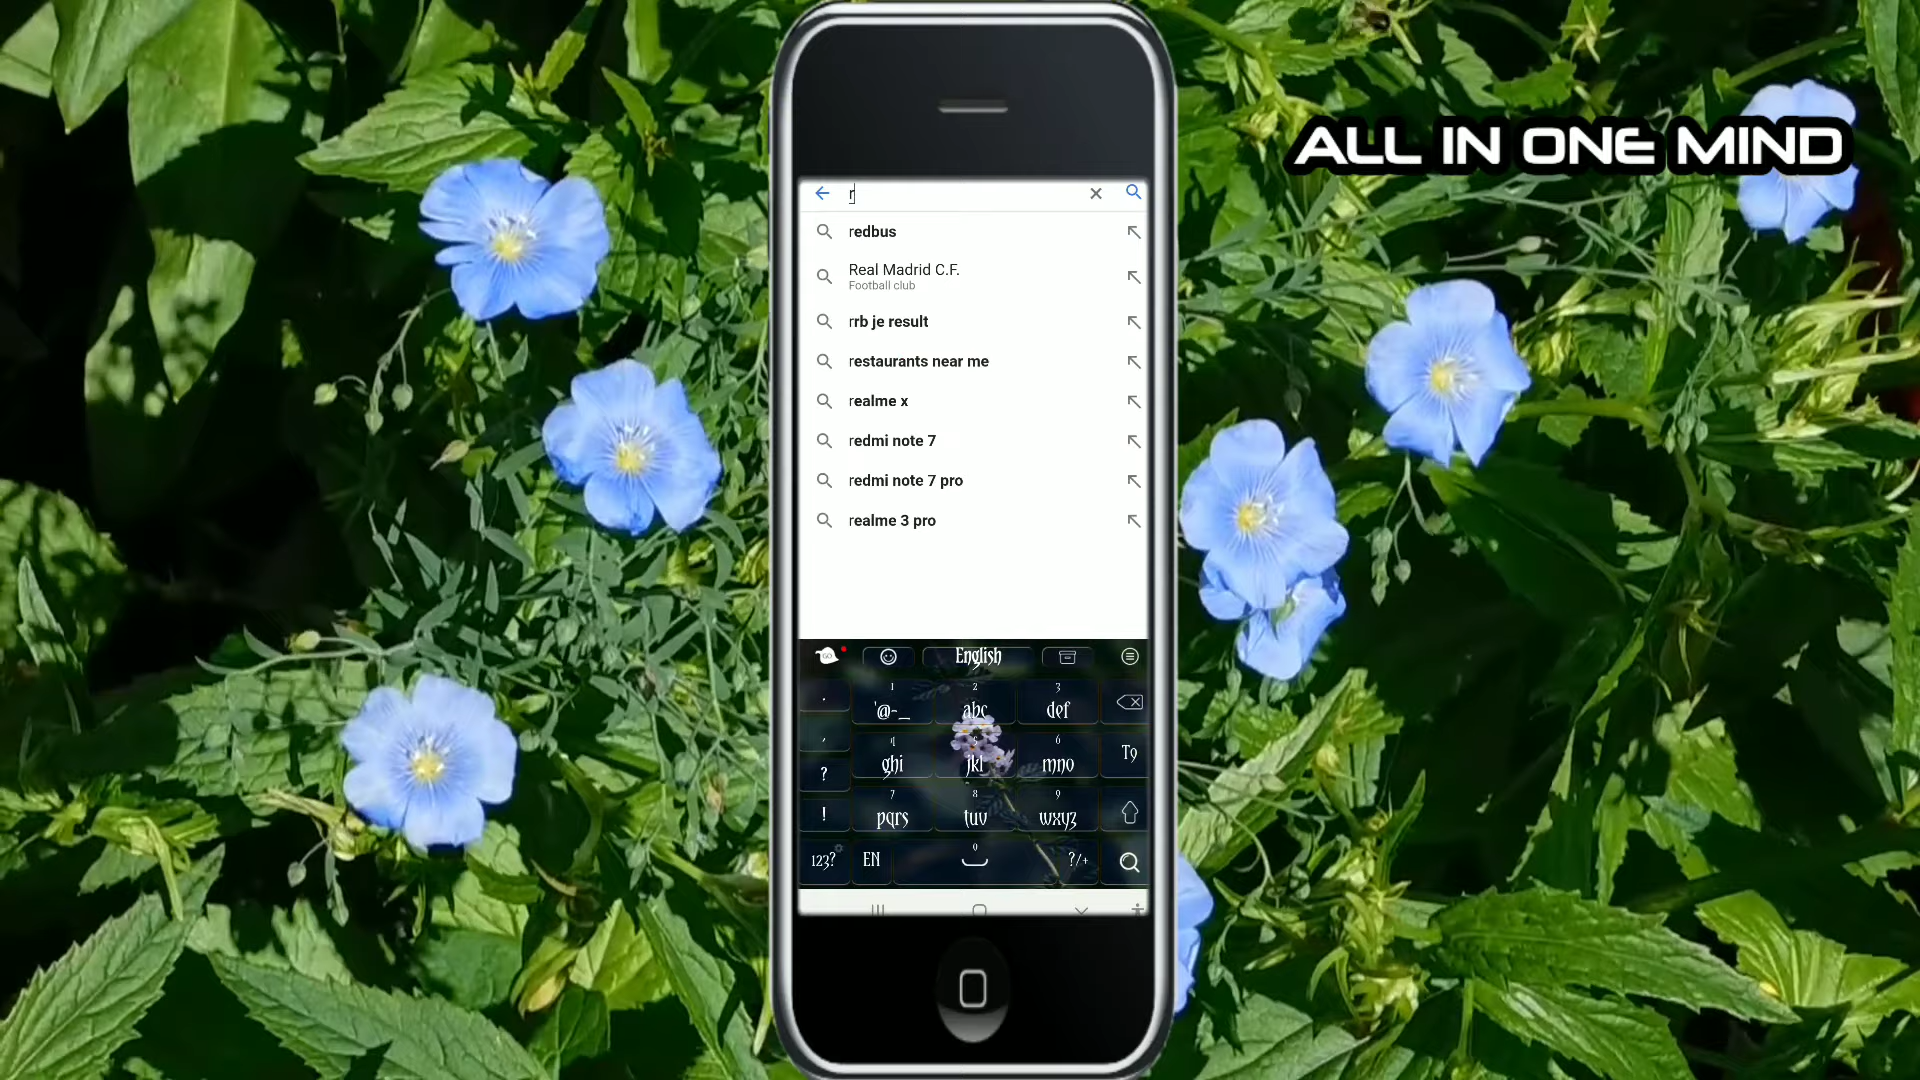 ALL IN ONE MIND
r
redbus
Real Madrid C.F.
Football club
rrb je result
restaurants near me
realme x
redmi note 7
redmi note 7 pro
realme 3 pro
GO
English
. 1 '@-_ 2 abc 3 def
, 4 ghi 5 jkl 6 mno T9
?
! 7 pqrs 8 tuv 9 wxyz
123? EN 0 ?/+